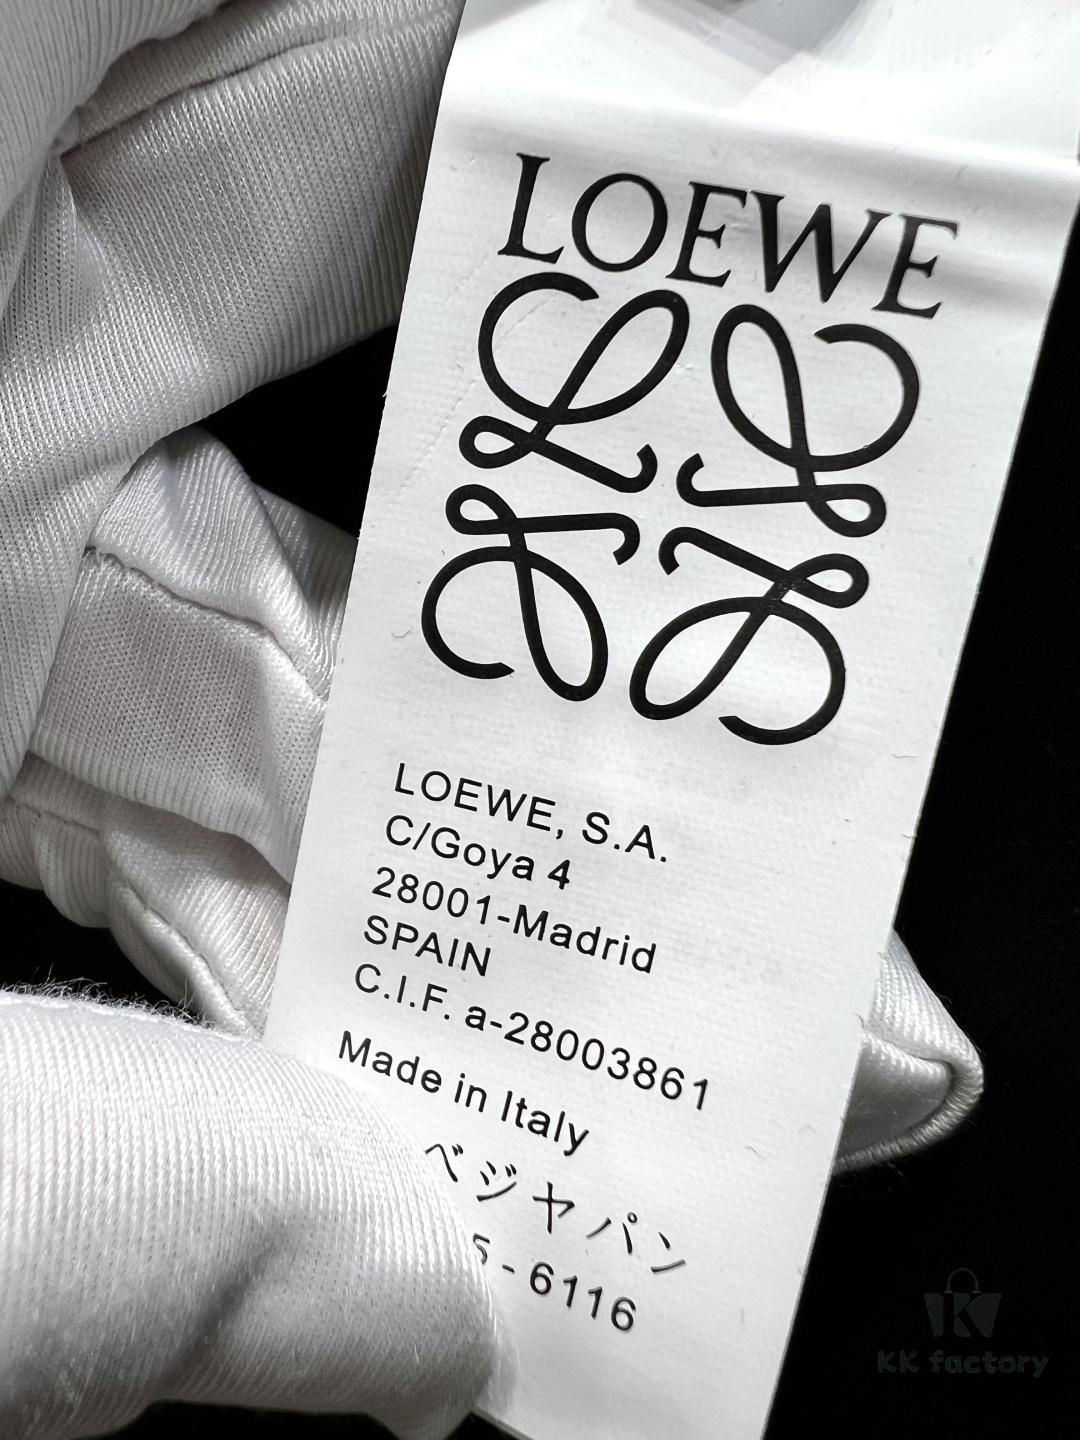 LOEWE
LOEWE, S.A.
C/Goya 4
28001-Madrid
SPAIN
C.I.F. a-28003861
Made in Italy
ベジャパン
5-6116
KK factory